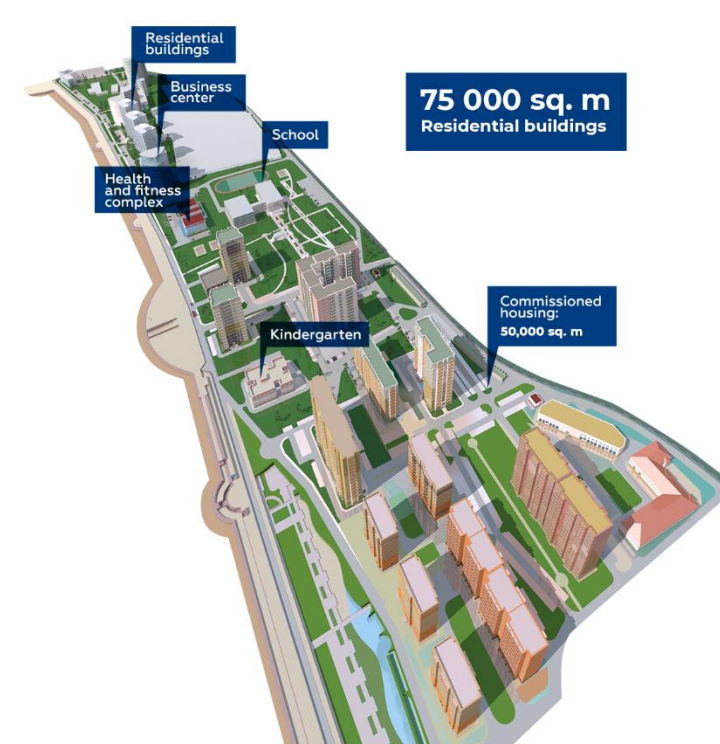 Residential
buildings
Business
center
75 000 sq. m
Residential buildings
School
Health
and fitness
complex
Commissioned
housing:
50,000 sq. m
Kindergarten